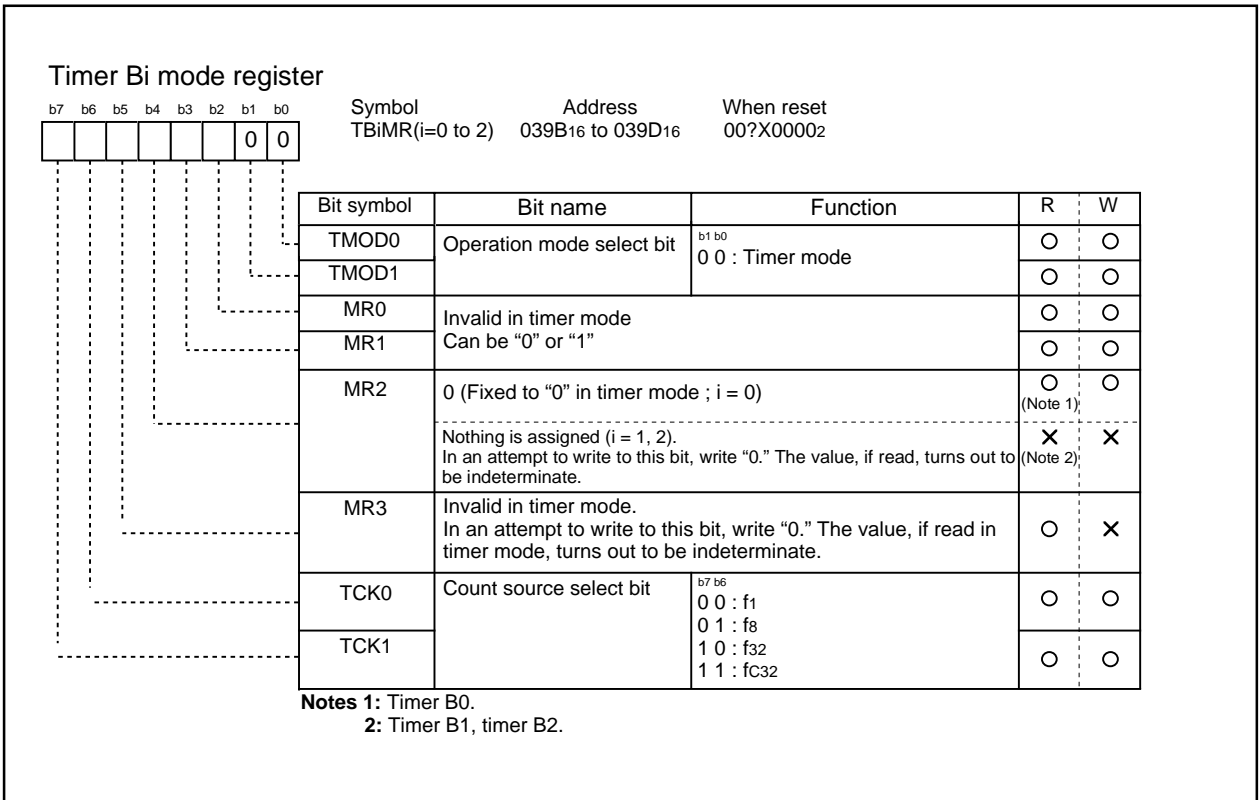 Timer Bi mode register
b7 b6 b5 b4 b3 b2 b1 b0
0 0
Symbol Address When reset
TBiMR(i=0 to 2) 039B16 to 039D16 00?X00002
Bit symbol Bit name Function R W
TMOD0 Operation mode select bit b1 b0
0 0 : Timer mode
TMOD1
MR0 Invalid in timer mode
MR1 Can be “0” or “1”
MR2 0 (Fixed to “0” in timer mode ; i = 0)
(Note 1)
Nothing is assigned (i = 1, 2).
In an attempt to write to this bit, write “0.” The value, if read, turns out to (Note 2)
be indeterminate.
MR3 Invalid in timer mode.
In an attempt to write to this bit, write “0.” The value, if read in
timer mode, turns out to be indeterminate.
TCK0 Count source select bit b7 b6
0 0 : f1
0 1 : f8
TCK1 1 0 : f32
1 1 : fC32
Notes 1: Timer B0.
2: Timer B1, timer B2.